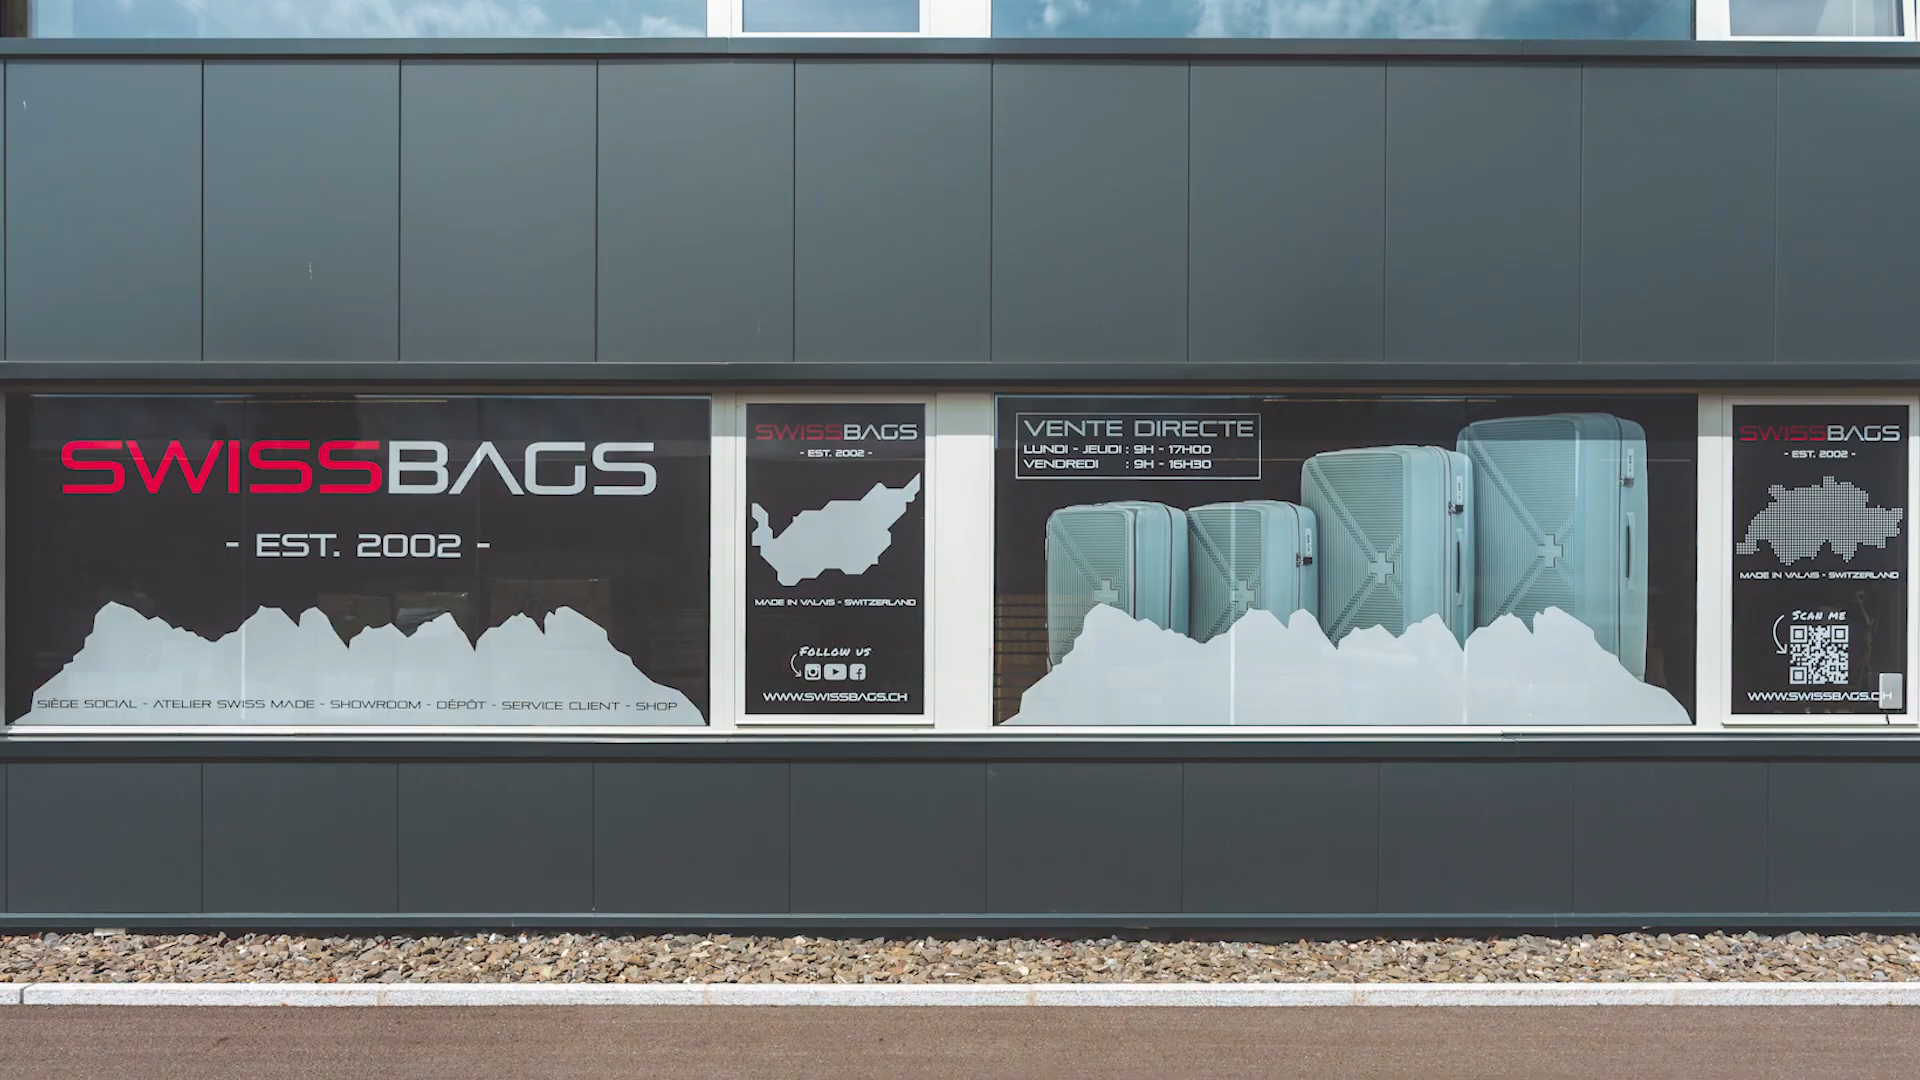 SWISSBAGS
- EST. 2002 -
SIÈGE SOCIAL - ATELIER SWISS MADE - SHOWROOM - DÉPÔT - SERVICE CLIENT - SHOP
SWISSBAGS
- EST. 2002 -
MADE IN VALAIS - SWITZERLAND
FOLLOW US
WWW.SWISSBAGS.CH
VENTE DIRECTE
LUNDI - JEUDI : 9H - 17H00
VENDREDI : 9H - 16H30
SWISSBAGS
- EST. 2002 -
MADE IN VALAIS - SWITZERLAND
SCAN ME
WWW.SWISSBAGS.CH